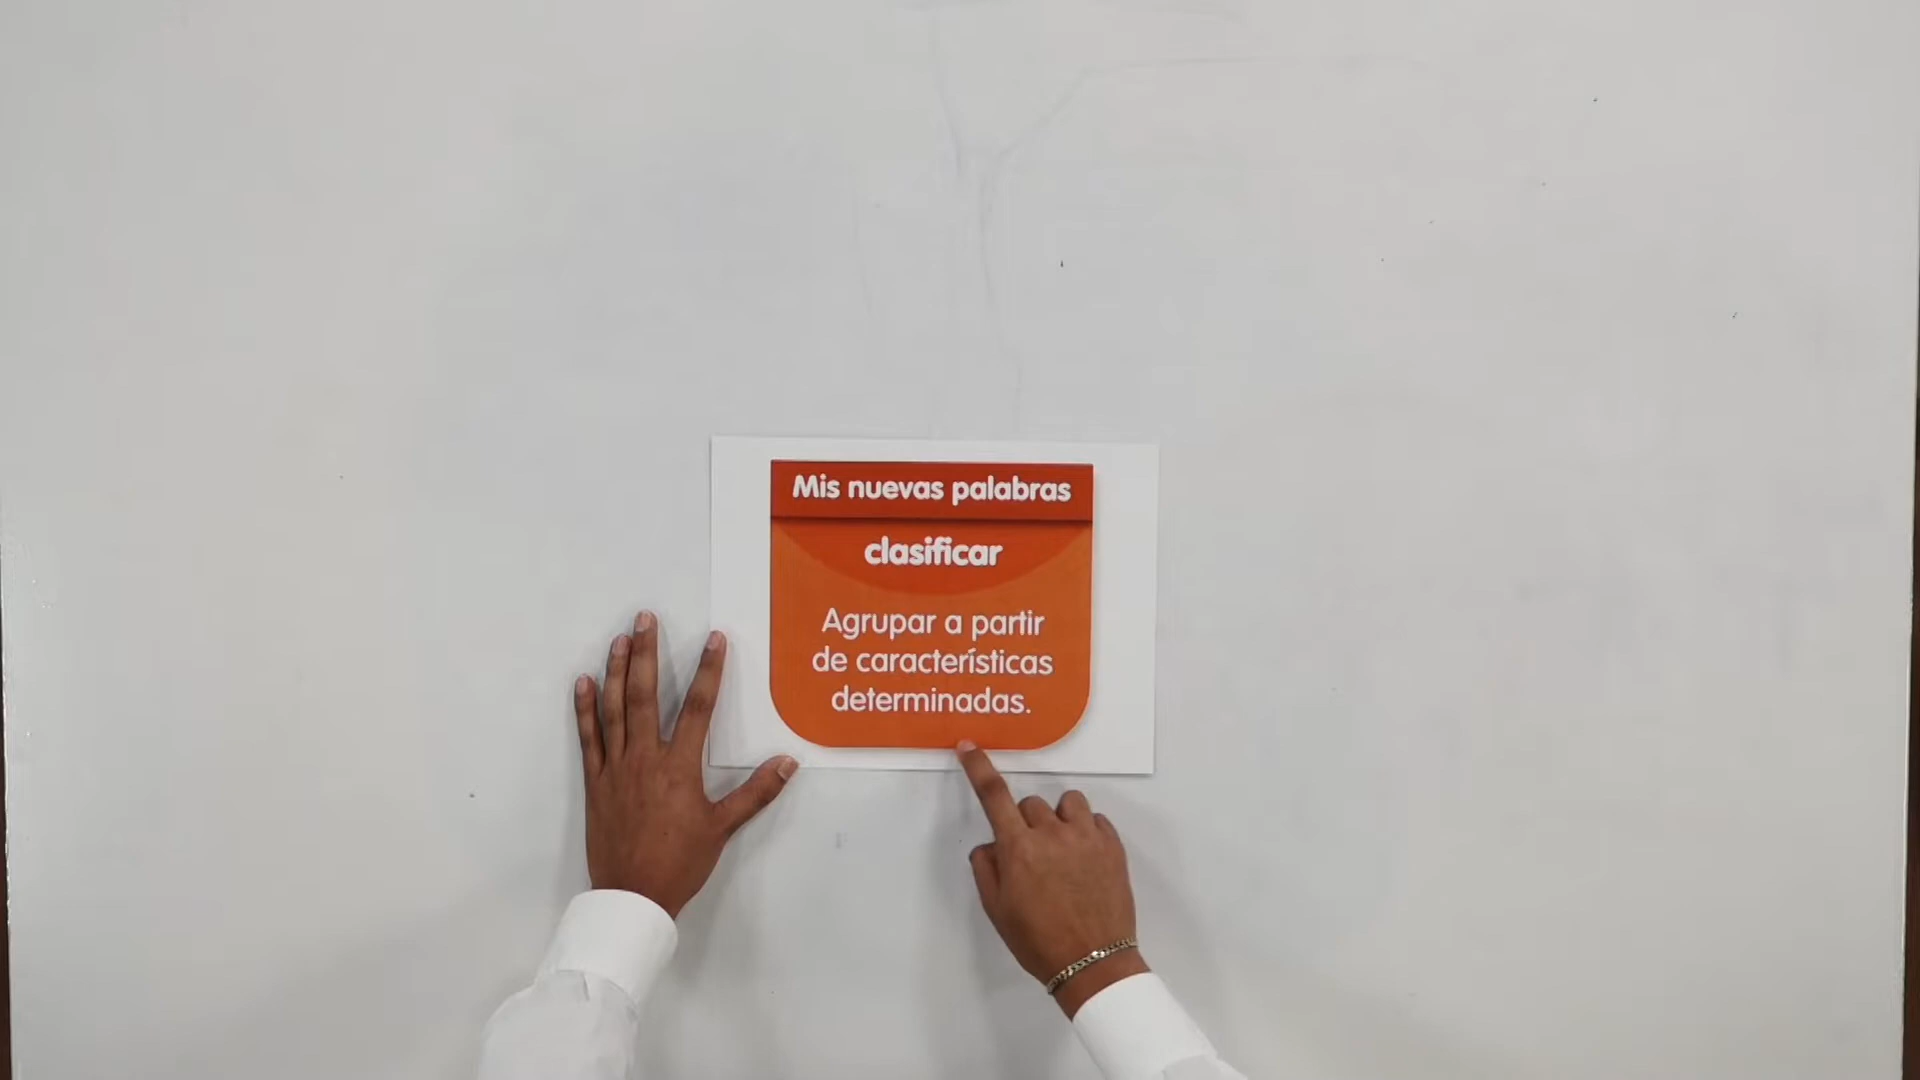 Mis nuevas palabras
clasificar
Agrupar a partir
de características
determinadas.